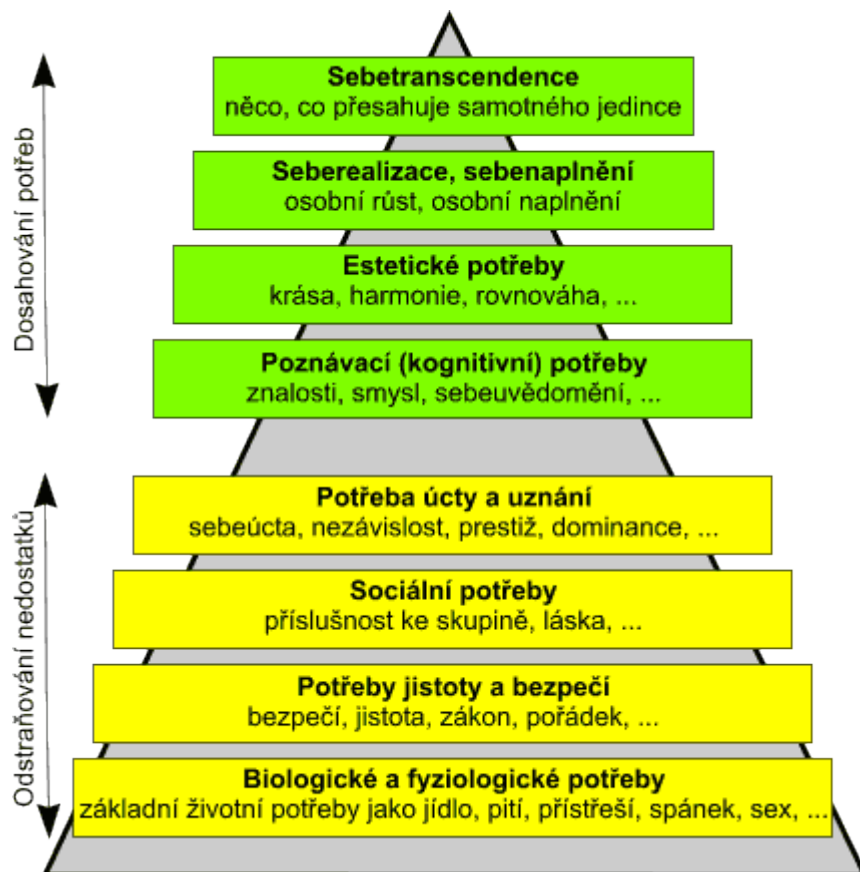 Dosahování potřeb
Sebetranscendence
něco, co přesahuje samotného jedince
Seberealizace, sebenaplnění
osobní růst, osobní naplnění
Estetické potřeby
krása, harmonie, rovnováha, ...
Poznávací (kognitivní) potřeby
znalosti, smysl, sebeuvědomění, ...
Odstraňování nedostatků
Potřeba úcty a uznání
sebeúcta, nezávislost, prestiž, dominance, ...
Sociální potřeby
příslušnost ke skupině, láska, ...
Potřeby jistoty a bezpečí
bezpečí, jistota, zákon, pořádek, ...
Biologické a fyziologické potřeby
základní životní potřeby jako jídlo, pití, přístřeší, spánek, sex, ...